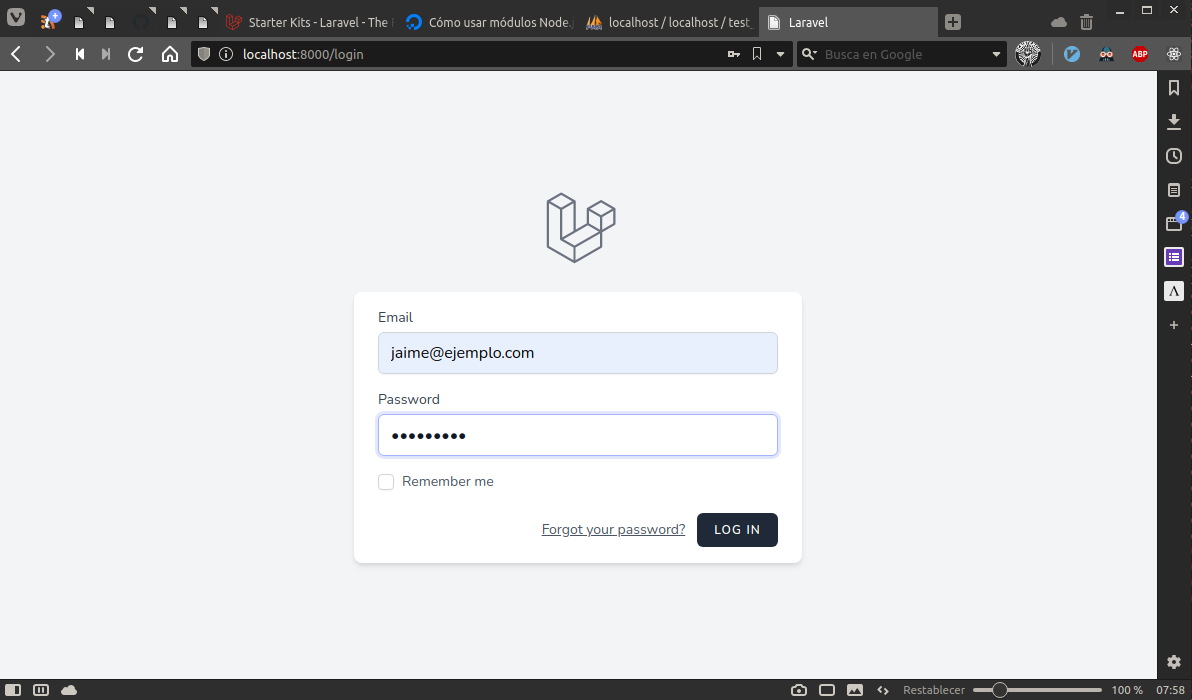 Starter Kits - Laravel - The
Cómo usar módulos Node.
localhost / localhost / test_
Laravel
localhost:8000/login
Busca en Google
ABP
4
Email
jaime@ejemplo.com
Password
•••••••••
Remember me
Forgot your password?
LOG IN
Restablecer
100 %
07:58